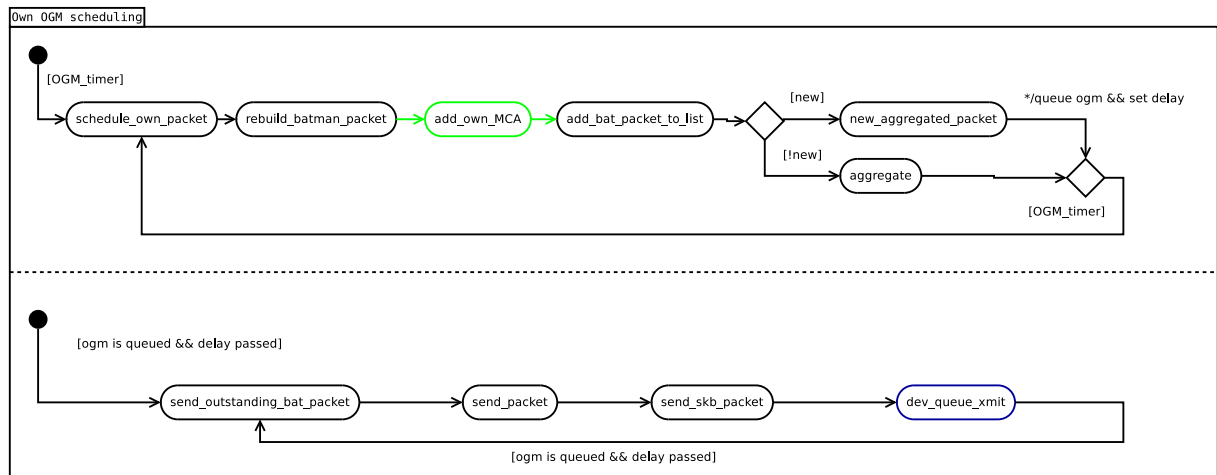 Own OGM scheduling
[OGM_timer]
schedule_own_packet
rebuild_batman_packet
add_own_MCA
add_bat_packet_to_list
[new]
new_aggregated_packet
*/queue ogm && set delay
[!new]
aggregate
[OGM_timer]
[ogm is queued && delay passed]
send_outstanding_bat_packet
send_packet
send_skb_packet
dev_queue_xmit
[ogm is queued && delay passed]